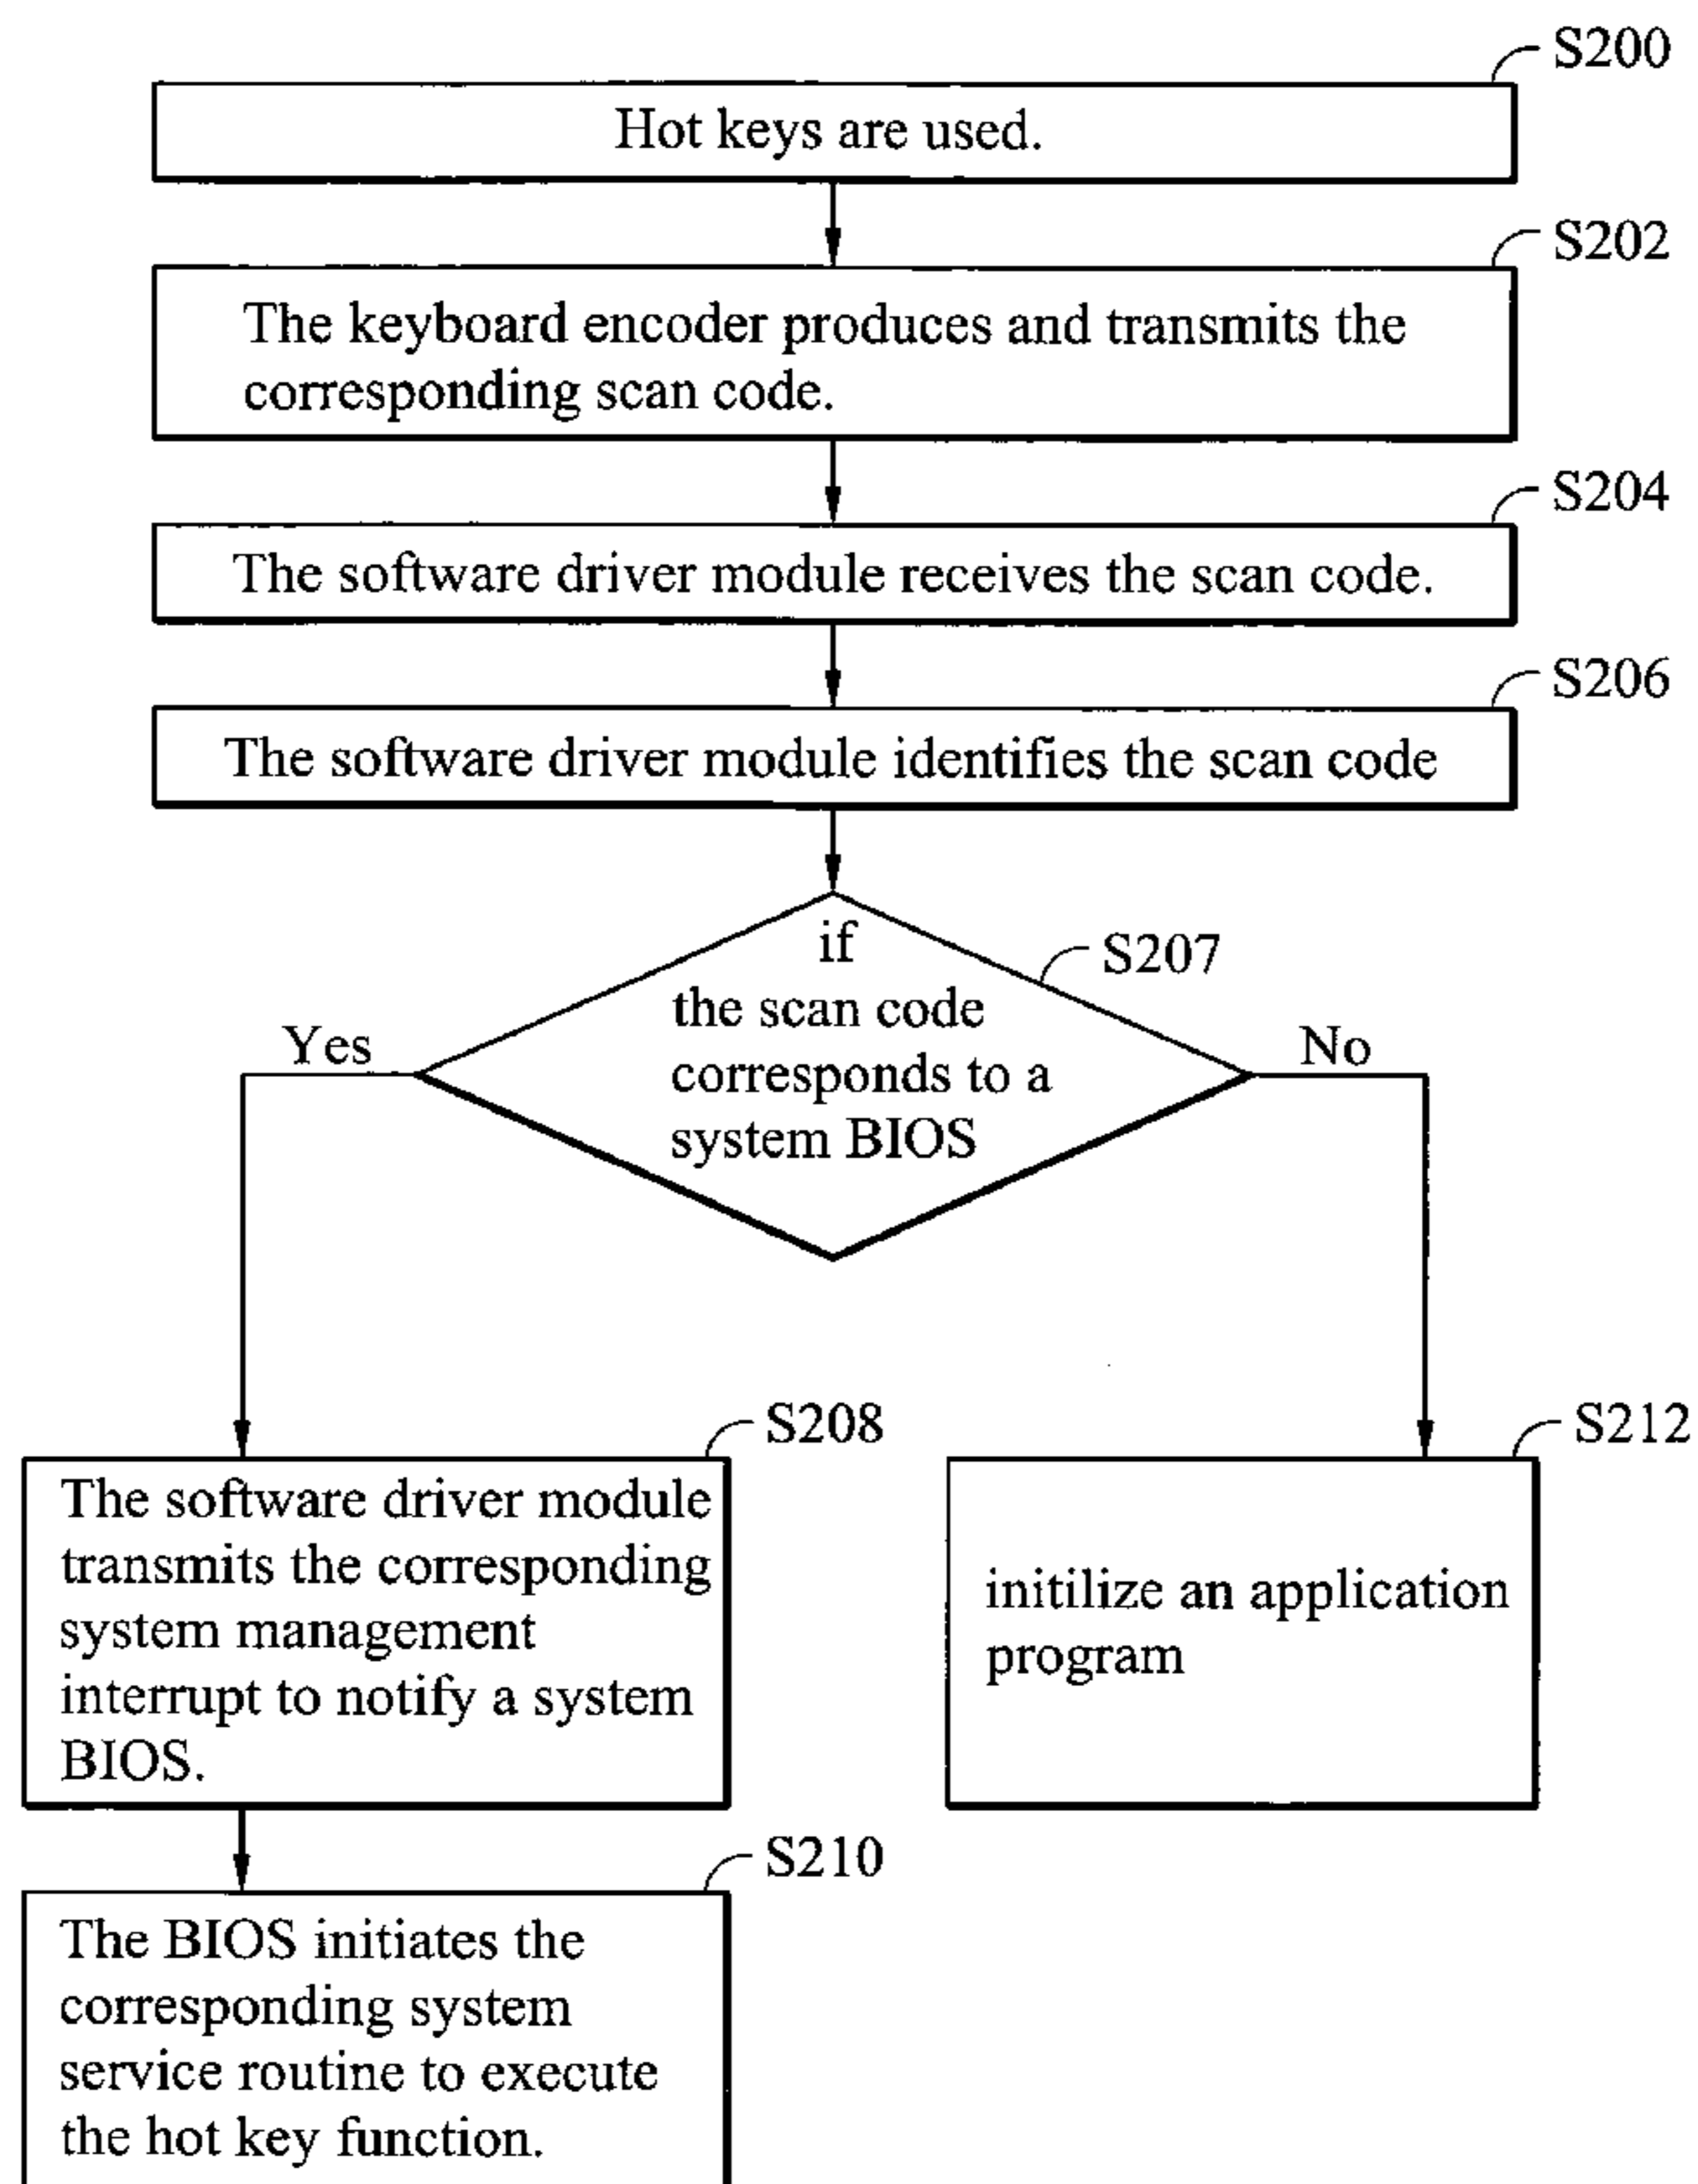 S200
Hot keys are used.
S202
The keyboard encoder produces and transmits the
corresponding scan code.
S204
The software driver module receives the scan code.
S206
The software driver module identifies the scan code
if
S207
the scan code
Yes
No
corresponds to a
system BIOS
S208
S212
The software driver module
transmits the corresponding
system management
interrupt to notify a system
BIOS.
initilize an application
program
S210
The BIOS initiates the
corresponding system
service routine to execute
the hot key function.